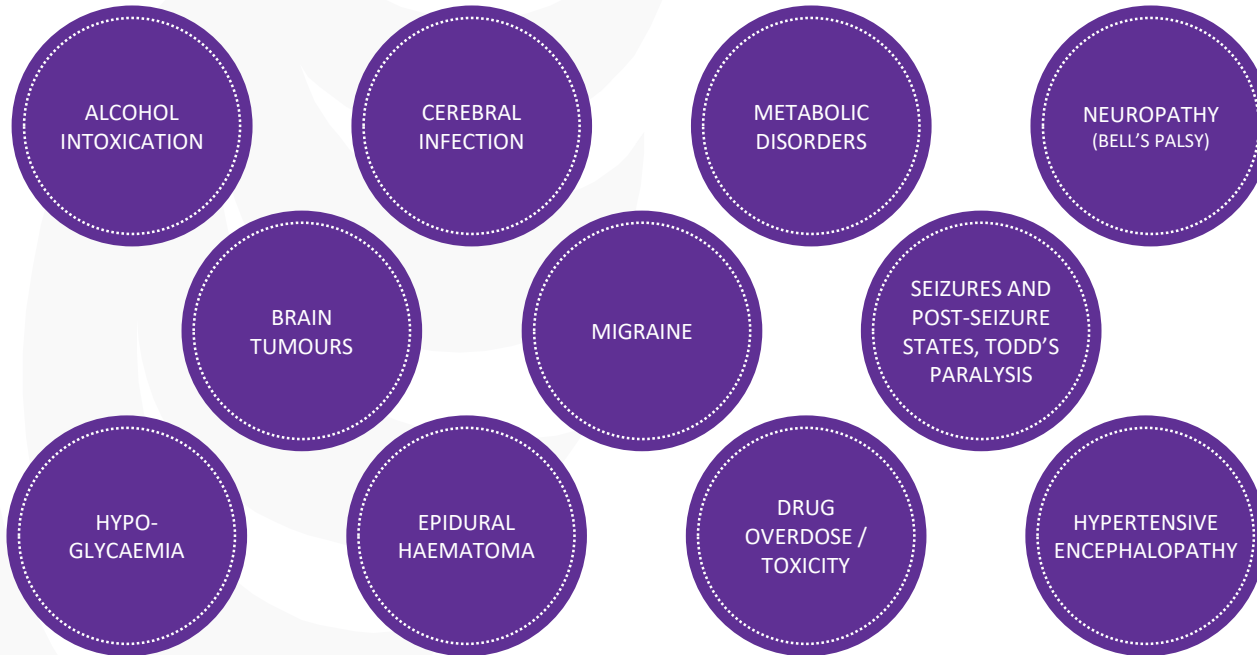 ALCOHOL
INTOXICATION
CEREBRAL
INFECTION
METABOLIC
DISORDERS
NEUROPATHY
(BELL’S PALSY)
BRAIN
TUMOURS
MIGRAINE
SEIZURES AND
POST-SEIZURE
STATES, TODD’S
PARALYSIS
HYPO-
GLYCAEMIA
EPIDURAL
HAEMATOMA
DRUG
OVERDOSE /
TOXICITY
HYPERTENSIVE
ENCEPHALOPATHY